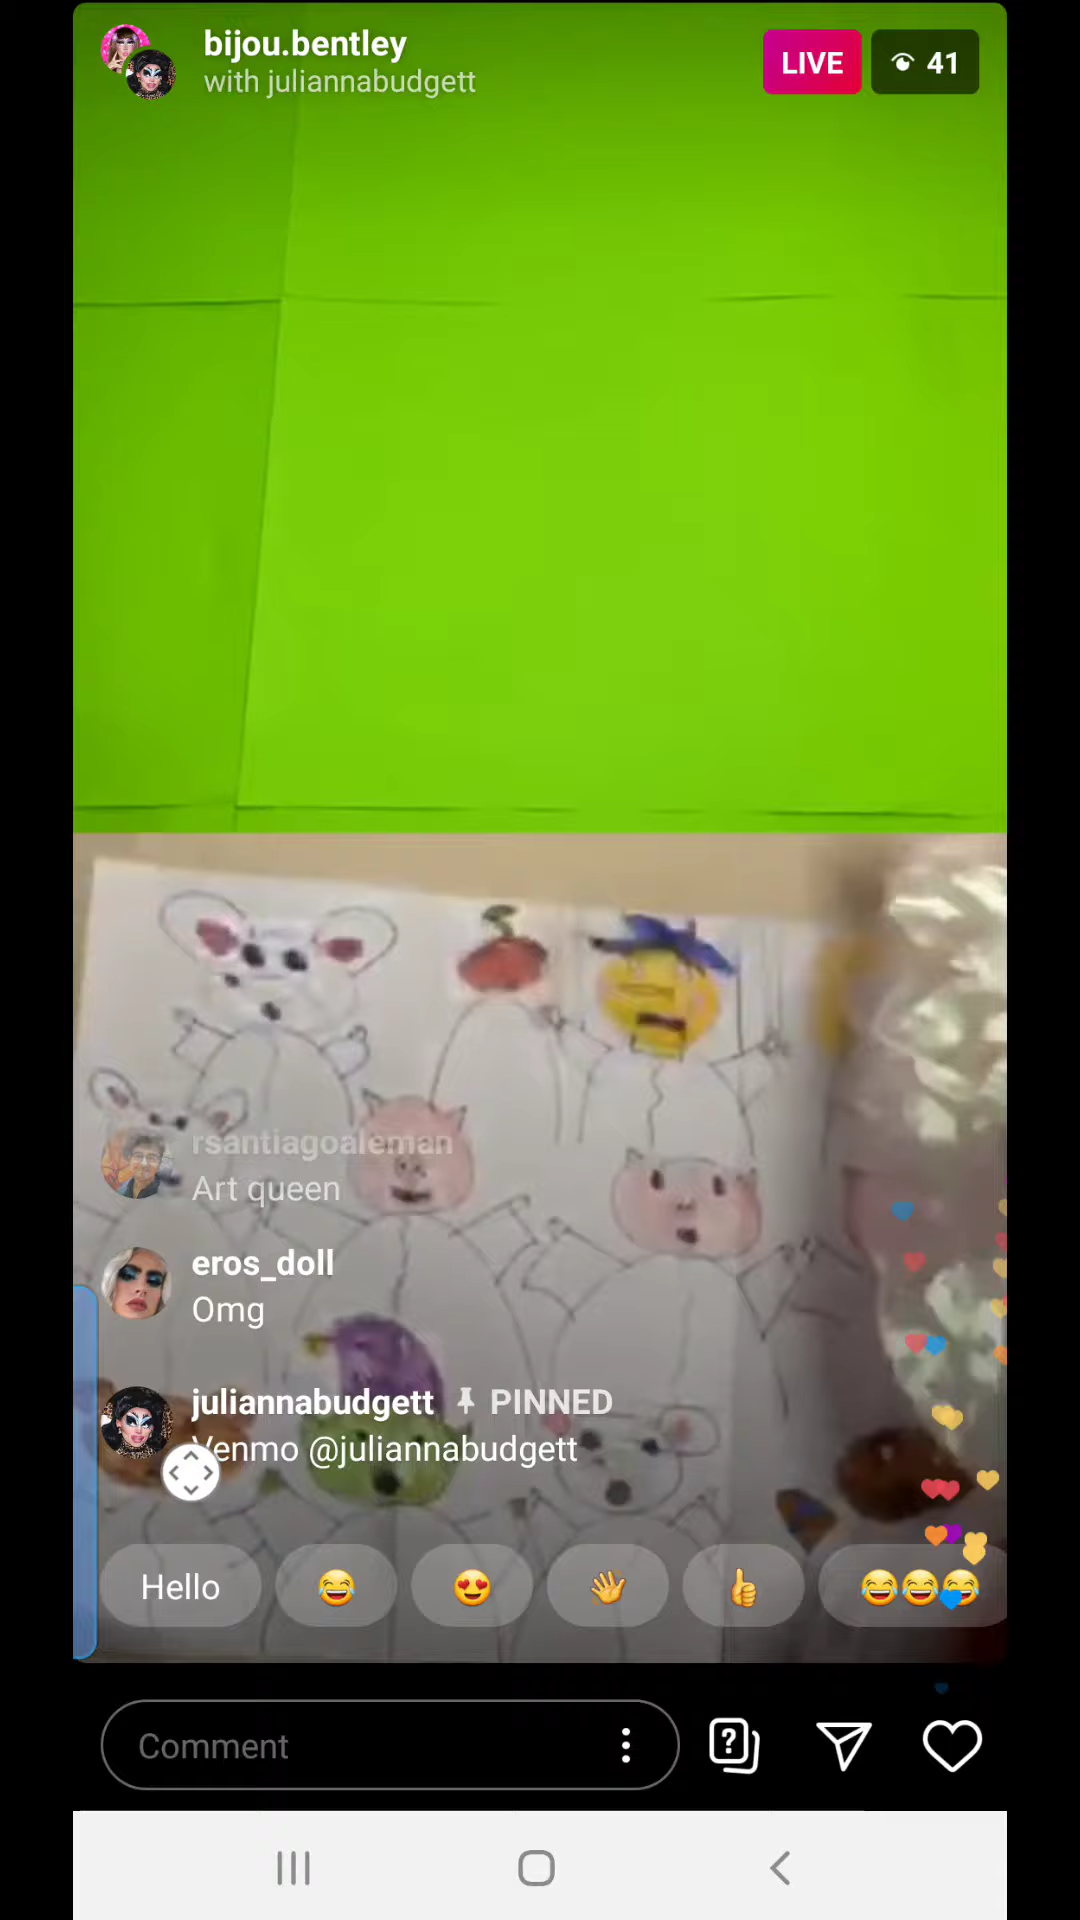 bijou.bentley
with juliannabudgett
LIVE
41
rsantiagoaleman
Art queen
eros_doll
Omg
juliannabudgett PINNED
Venmo @juliannabudgett
Hello
Comment